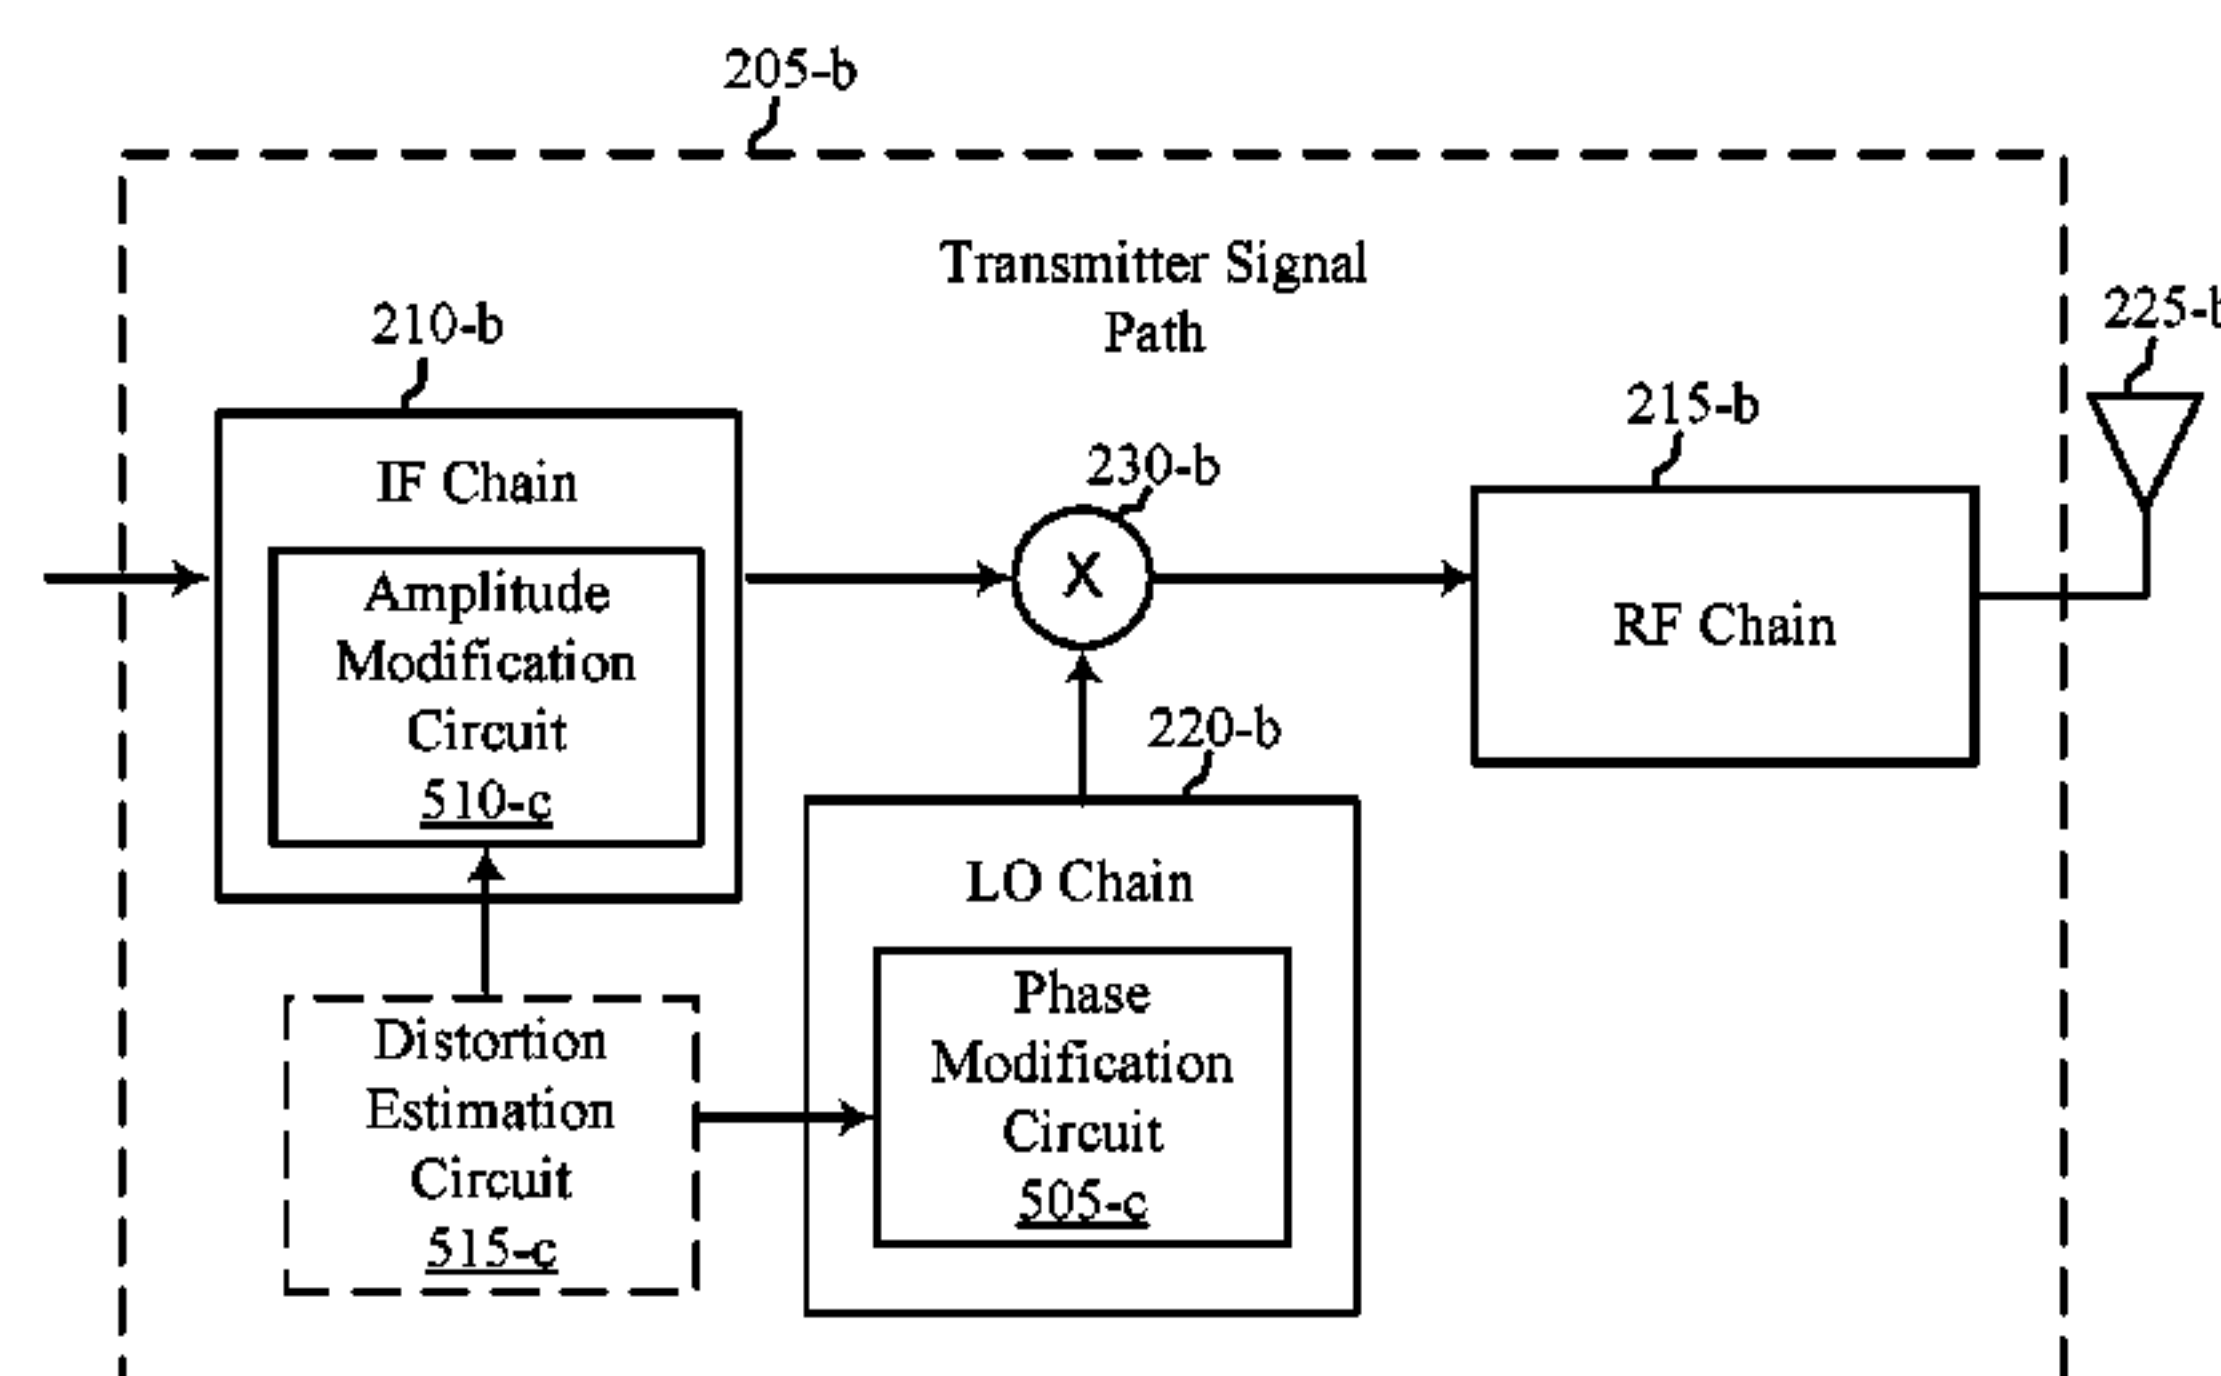 205-b
Transmitter Signal
Path
210-b
225-b
215-b
230-b
IF Chain
Amplitude
Modification
Circuit
510-c
RF Chain
220-b
LO Chain
Phase
Modification
Circuit
505-c
Distortion
Estimation
Circuit
515-c
X